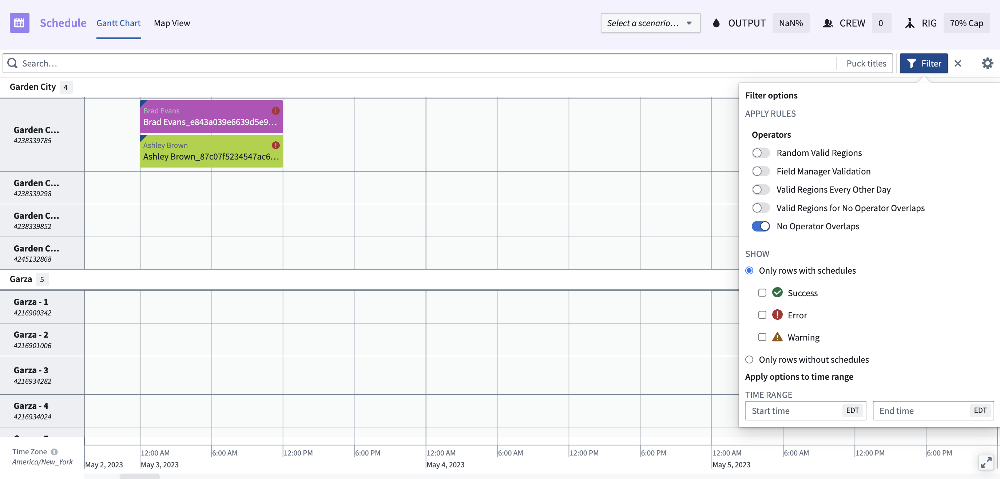 Schedule Gantt Chart Map View Select a scenario... OUTPUT NaN% CREW 0 RIG 70% Cap
Search... Puck titles Filter
Garden City 4
Garden C...
4238339785
Brad Evans
Brad Evans_e843a039e6639d5e9...
Ashley Brown
Ashley Brown_87c07f5234547ac6...
Garden C...
4238339298
Garden C...
4238339852
Garden C...
4245132868
Garza 5
Garza - 1
4216900342
Garza - 2
4216901006
Garza - 3
4216934282
Garza - 4
4216934024
Filter options
APPLY RULES
Operators
Random Valid Regions
Field Manager Validation
Valid Regions Every Other Day
Valid Regions for No Operator Overlaps
No Operator Overlaps
SHOW
Only rows with schedules
Success
Error
Warning
Only rows without schedules
Apply options to time range
TIME RANGE
Start time EDT End time EDT
Time Zone
America/New_York
12:00 AM 6:00 AM 12:00 PM 6:00 PM 12:00 AM 6:00 AM 12:00 PM 6:00 PM 12:00 AM 6:00 AM 12:00 PM 6:00 PM
May 2, 2023 May 3, 2023 May 4, 2023 May 5, 2023